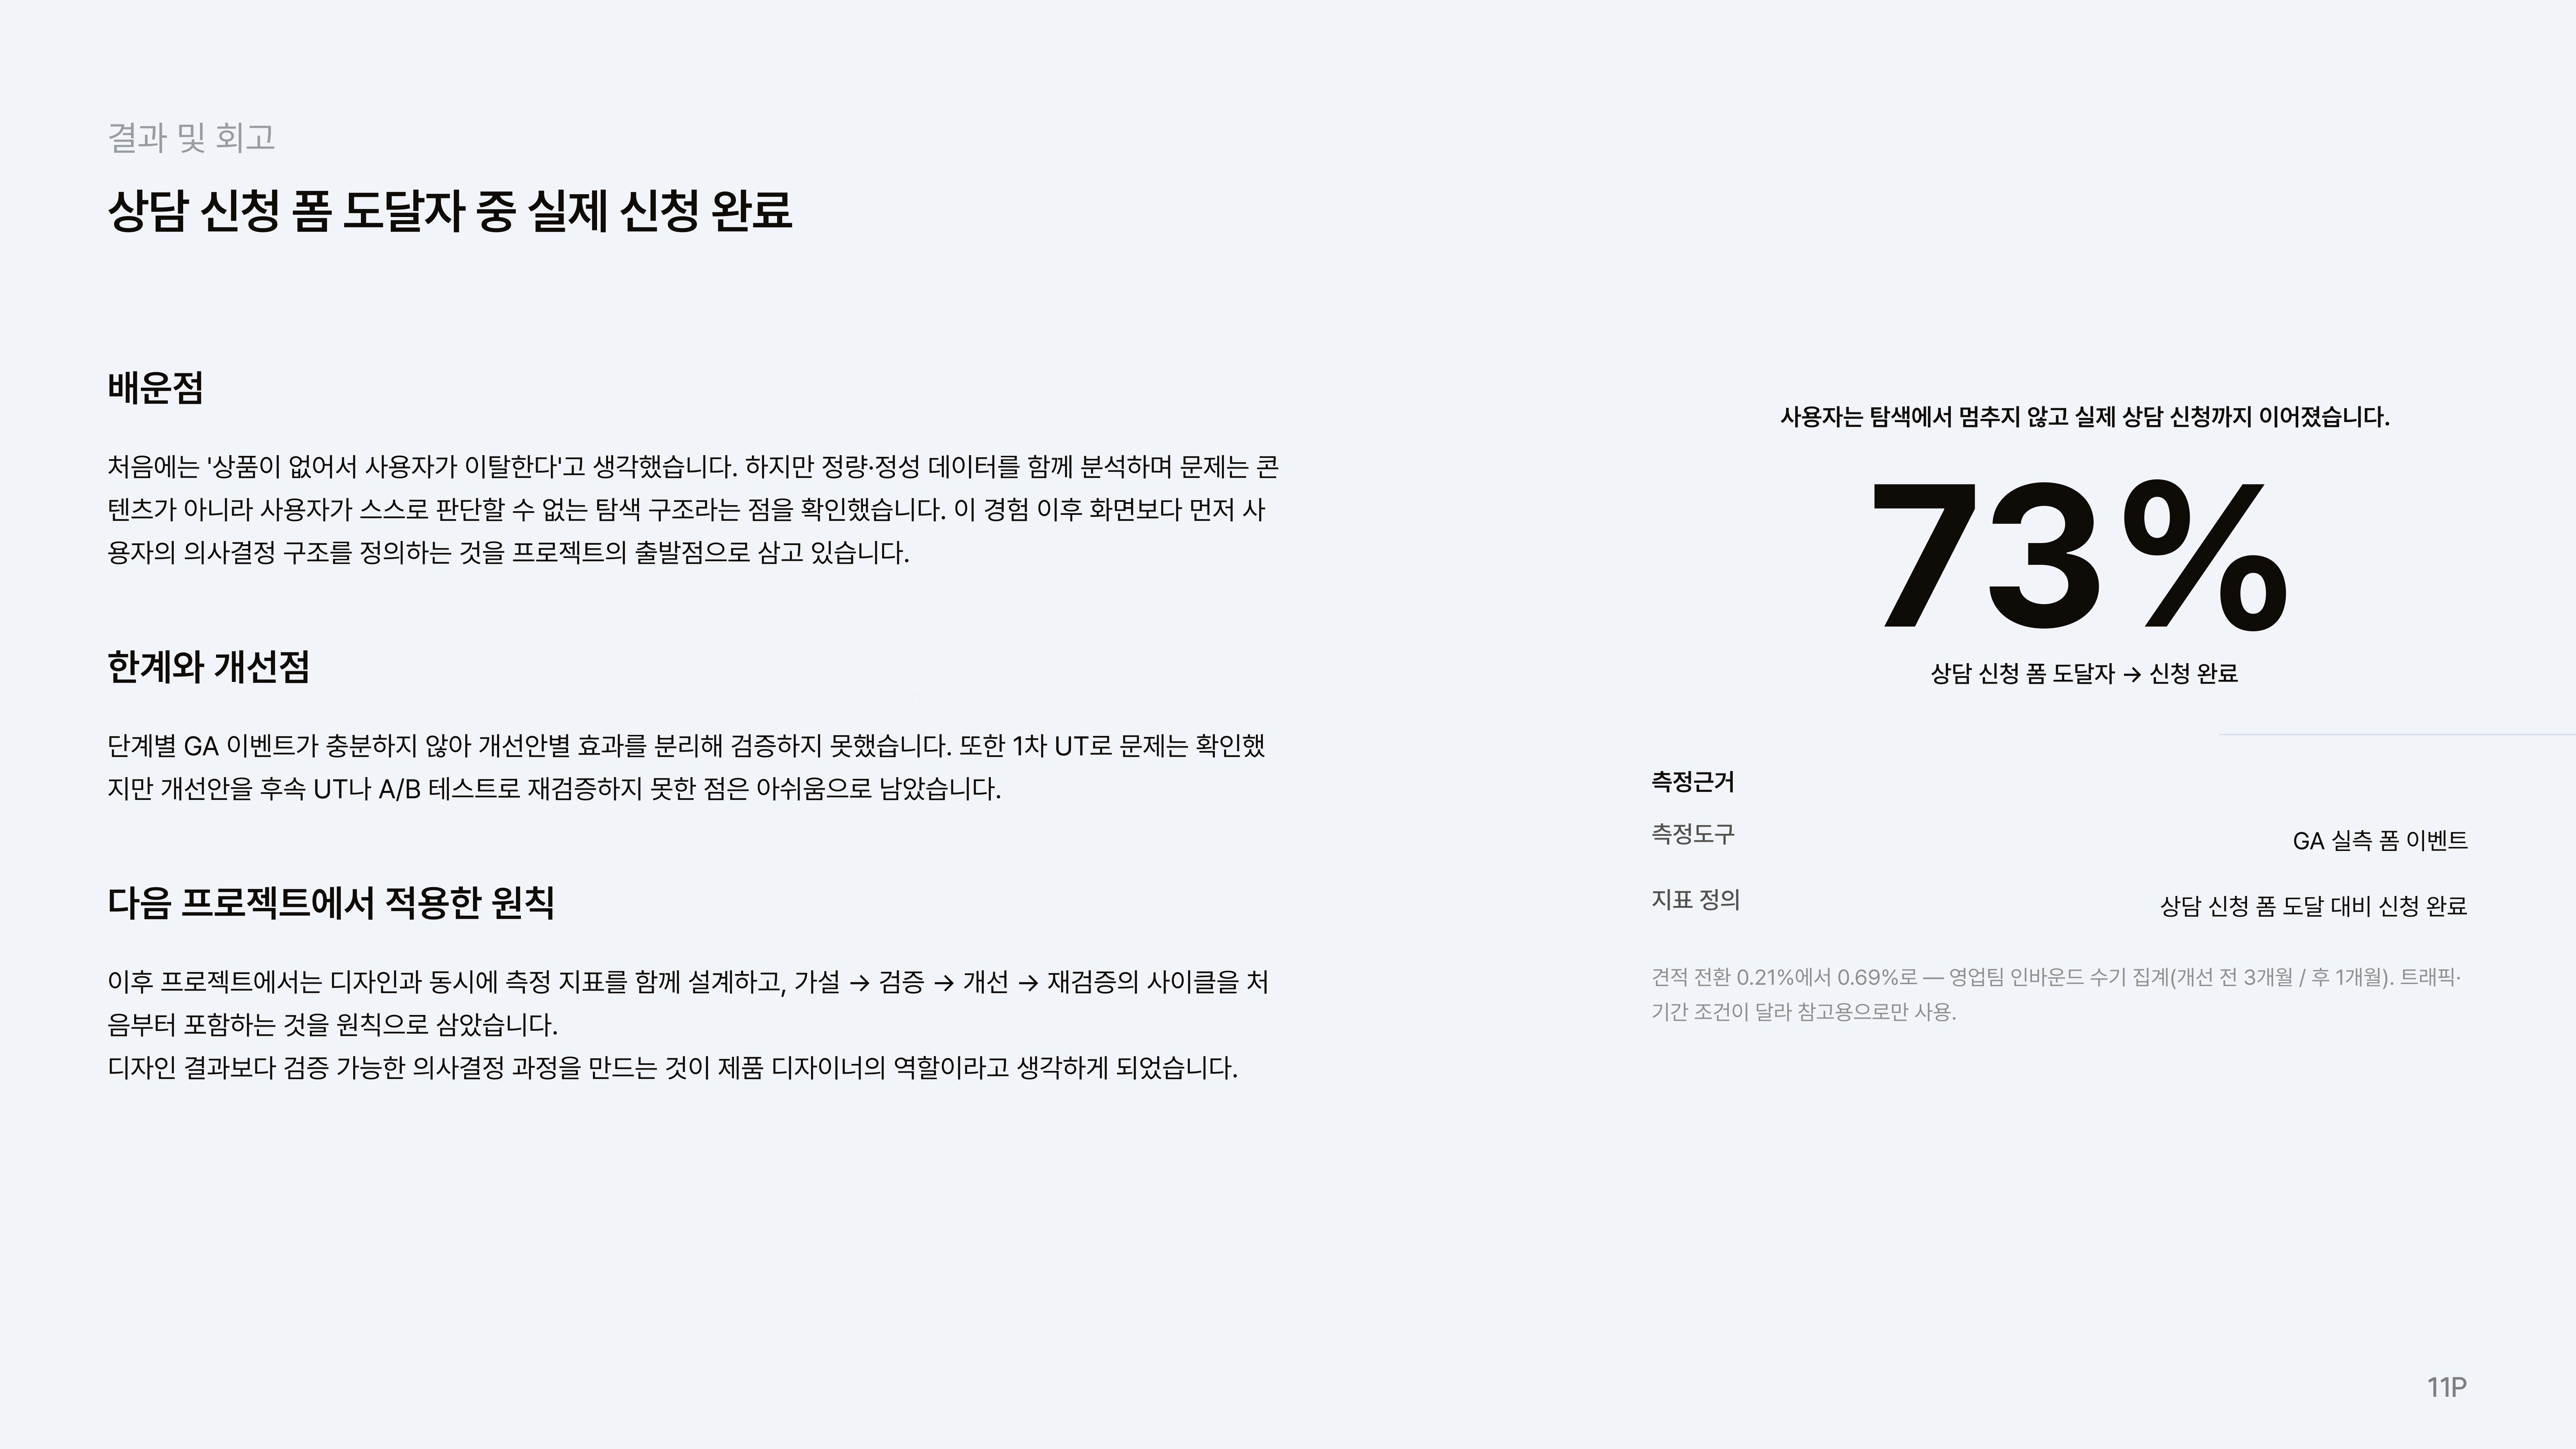 결과 및 회고
상담 신청 폼 도달자 중 실제 신청 완료
배운점
처음에는 '상품이 없어서 사용자가 이탈한다'고 생각했습니다. 하지만 정량·정성 데이터를 함께 분석하며 문제는 콘
텐츠가 아니라 사용자가 스스로 판단할 수 없는 탐색 구조라는 점을 확인했습니다. 이 경험 이후 화면보다 먼저 사
용자의 의사결정 구조를 정의하는 것을 프로젝트의 출발점으로 삼고 있습니다.
한계와 개선점
단계별 GA 이벤트가 충분하지 않아 개선안별 효과를 분리해 검증하지 못했습니다. 또한 1차 UT로 문제는 확인했
지만 개선안을 후속 UT나 A/B 테스트로 재검증하지 못한 점은 아쉬움으로 남았습니다.
다음 프로젝트에서 적용한 원칙
이후 프로젝트에서는 디자인과 동시에 측정 지표를 함께 설계하고, 가설 → 검증 → 개선 → 재검증의 사이클을 처
음부터 포함하는 것을 원칙으로 삼았습니다.
디자인 결과보다 검증 가능한 의사결정 과정을 만드는 것이 제품 디자이너의 역할이라고 생각하게 되었습니다.
사용자는 탐색에서 멈추지 않고 실제 상담 신청까지 이어졌습니다.
73%
상담 신청 폼 도달자 → 신청 완료
측정근거
측정도구
GA 실측 폼 이벤트
지표 정의
상담 신청 폼 도달 대비 신청 완료
견적 전환 0.21%에서 0.69%로 — 영업팀 인바운드 수기 집계(개선 전 3개월 / 후 1개월). 트래픽·
기간 조건이 달라 참고용으로만 사용.
11P